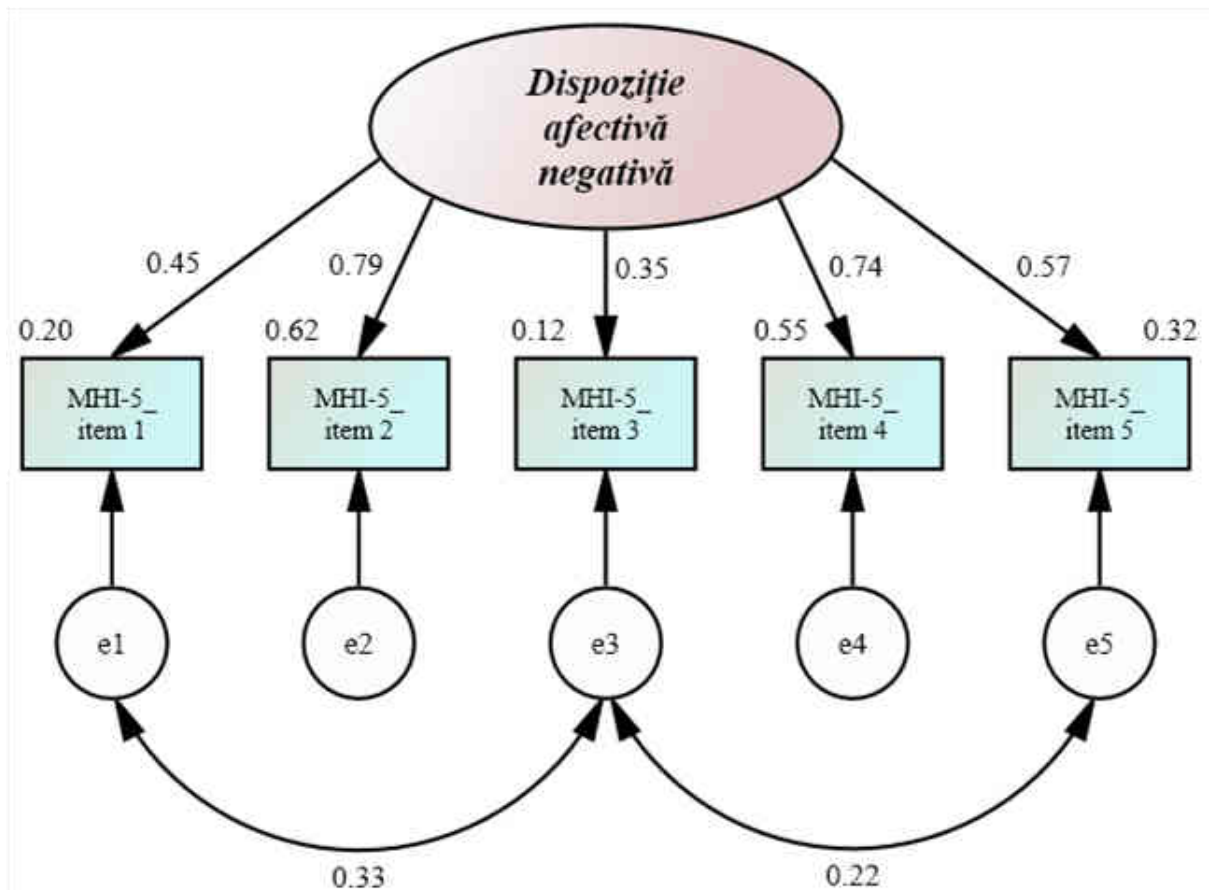 Dispoziţie
afectivă
negativă
0.45
0.79
0.35
0.74
0.57
0.20
0.62
0.12
0.55
0.32
MHI-5_
item 1
MHI-5_
item 2
MHI-5_
item 3
MHI-5_
item 4
MHI-5_
item 5
e1
e2
e3
e4
e5
0.33
0.22